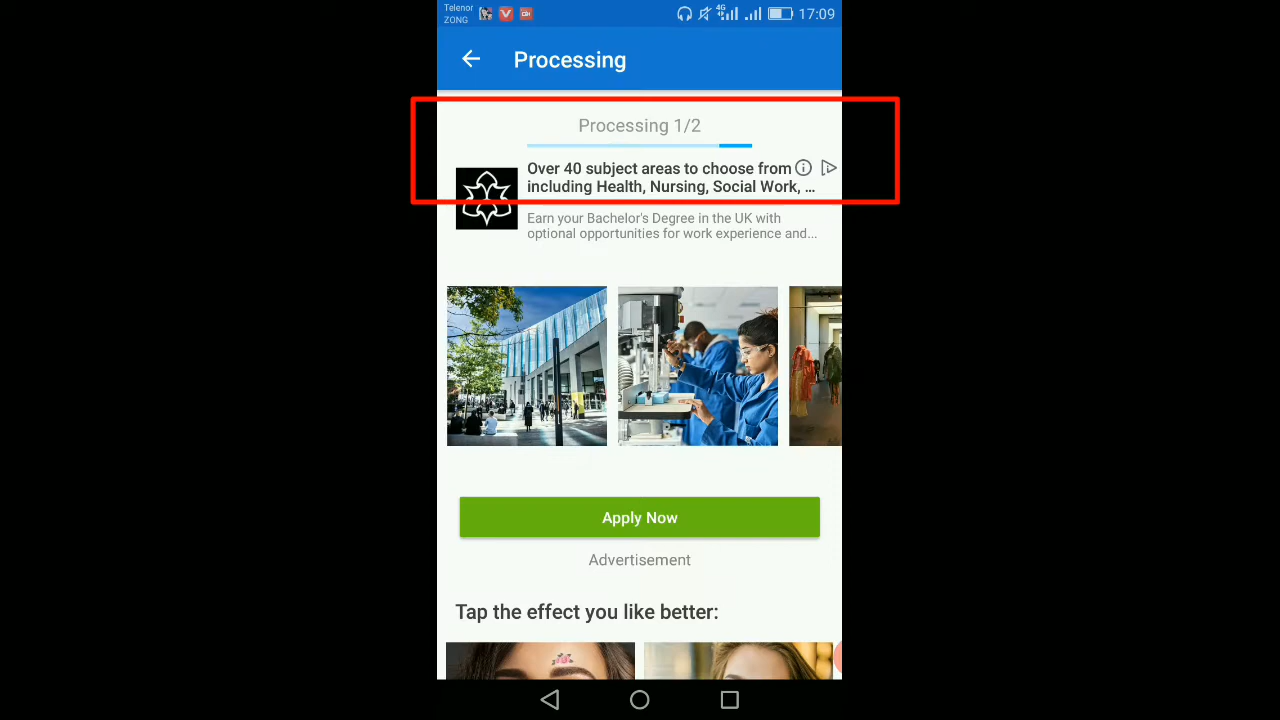 Telenor
ZONG
4G
17:09
Processing
Processing 1/2
Over 40 subject areas to choose from
including Health, Nursing, Social Work, ...
Earn your Bachelor's Degree in the UK with
optional opportunities for work experience and...
Apply Now
Advertisement
Tap the effect you like better: